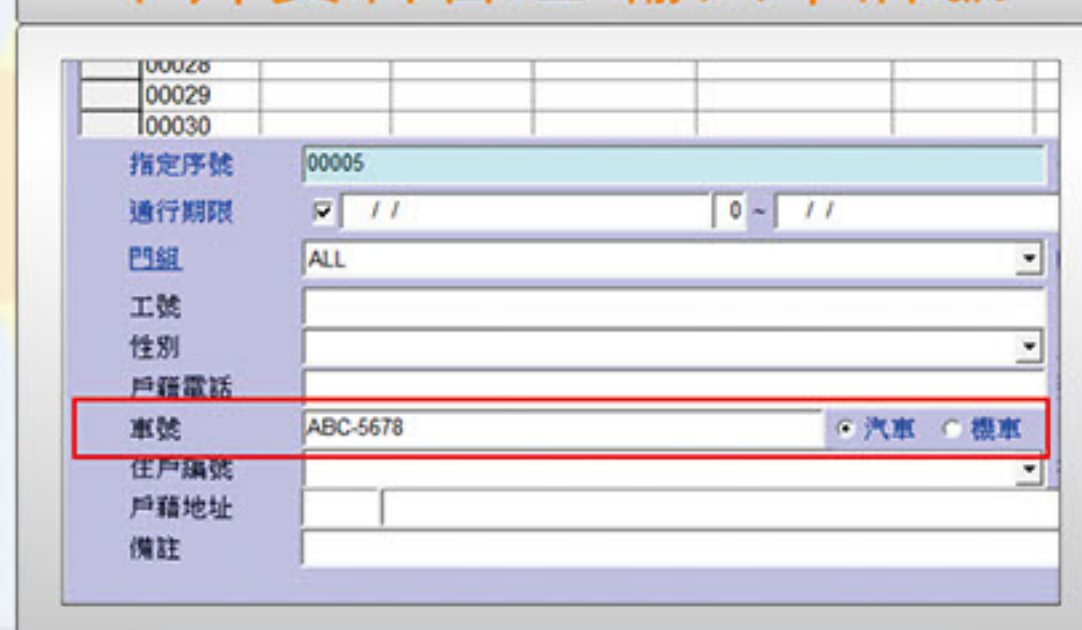 00028
00029
00030
指定序號 00005
通行期限 / / 0 ~ / /
門組 ALL
工號
性別
戶籍電話
車號 ABC-5678 汽車 機車
住戶編號
戶籍地址
備註